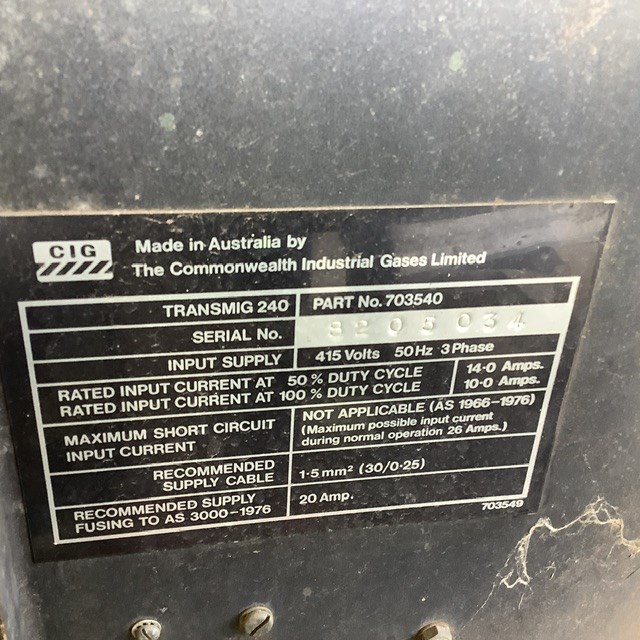 CIG
Made in Australia by
The Commonwealth Industrial Gases Limited
TRANSMIG 240 PART No. 703540
SERIAL No. 8205034
INPUT SUPPLY 415 Volts 50Hz 3Phase
RATED INPUT CURRENT AT 50% DUTY CYCLE 14·0 Amps.
RATED INPUT CURRENT AT 100% DUTY CYCLE 10·0 Amps.
MAXIMUM SHORT CIRCUIT
INPUT CURRENT
NOT APPLICABLE (AS 1966-1976)
(Maximum possible input current
during normal operation 26 Amps.)
RECOMMENDED
SUPPLY CABLE
1·5mm² (30/0·25)
RECOMMENDED SUPPLY
FUSING TO AS 3000-1976
20 Amp.
703549